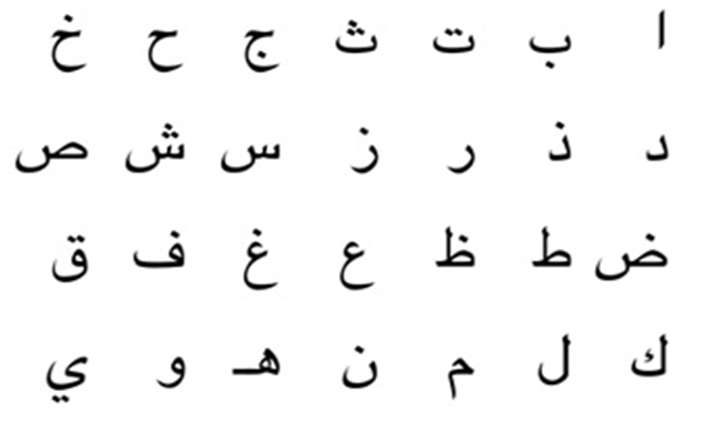 ا ب ت ث ج ح خ
د ذ ر ز س ش ص
ض ط ظ ع غ ف ق
ك ل م ن هـ و ي